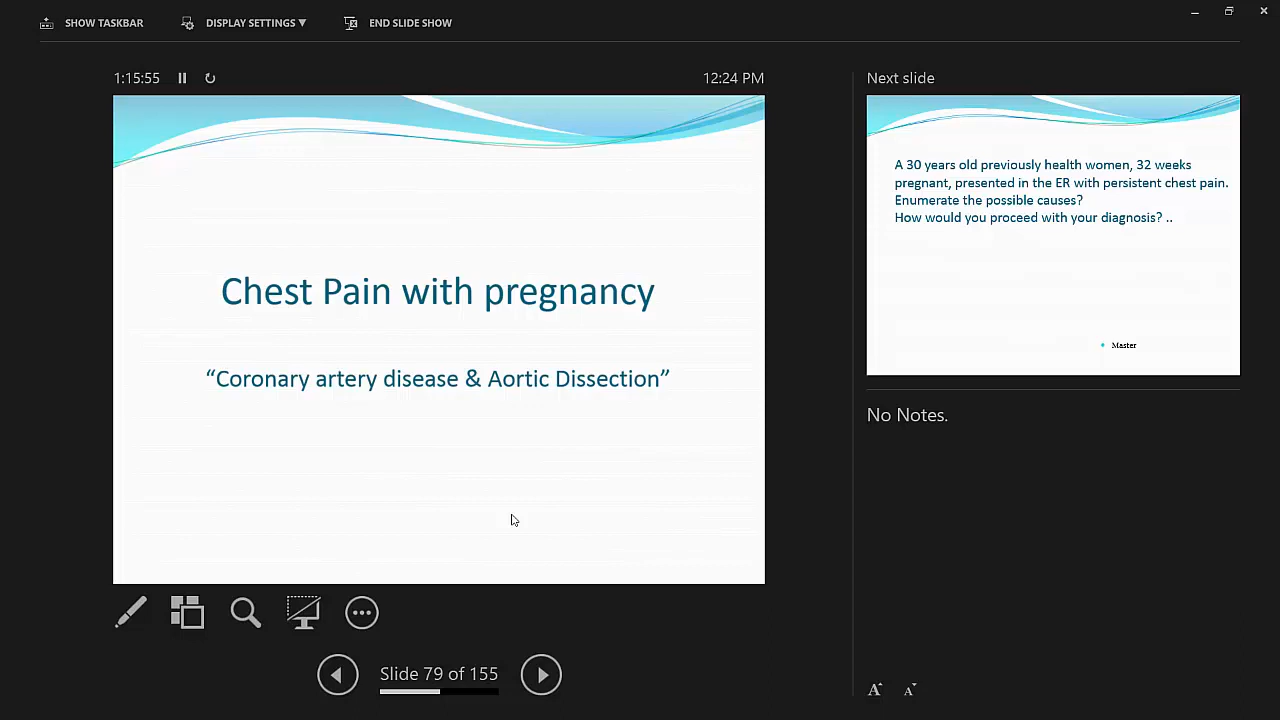 SHOW TASKBAR
DISPLAY SETTINGS ▼
END SLIDE SHOW
1:15:55
12:24 PM
Next slide
Chest Pain with pregnancy
“Coronary artery disease & Aortic Dissection”
A 30 years old previously health women, 32 weeks
pregnant, presented in the ER with persistent chest pain.
Enumerate the possible causes?
How would you proceed with your diagnosis? ..
• Master
No Notes.
Slide 79 of 155
A A